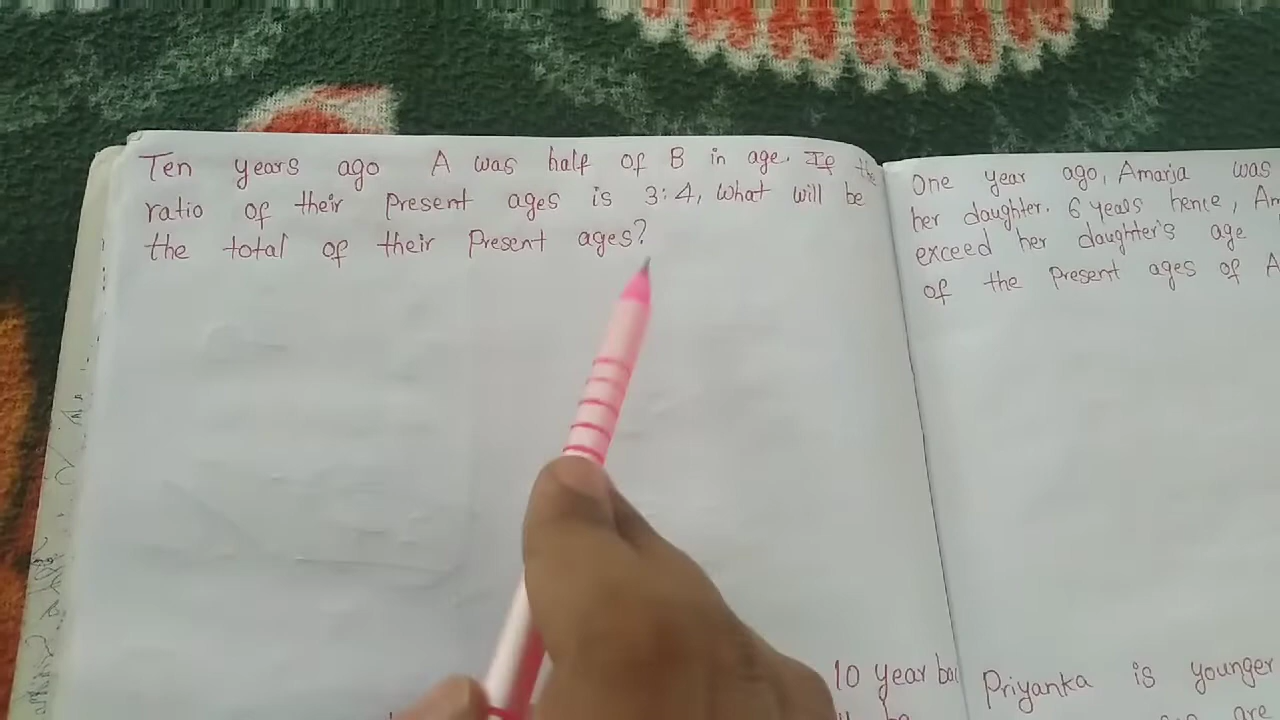 Ten years ago A was half of B in age. If the
ratio of their Present ages is 3:4, What will be
the total of their Present ages?
One year ago, Amarja was
her daughter. 6 years hence,
exceed her daughter's age
of the Present ages of
10 year
Priyanka is younger
are